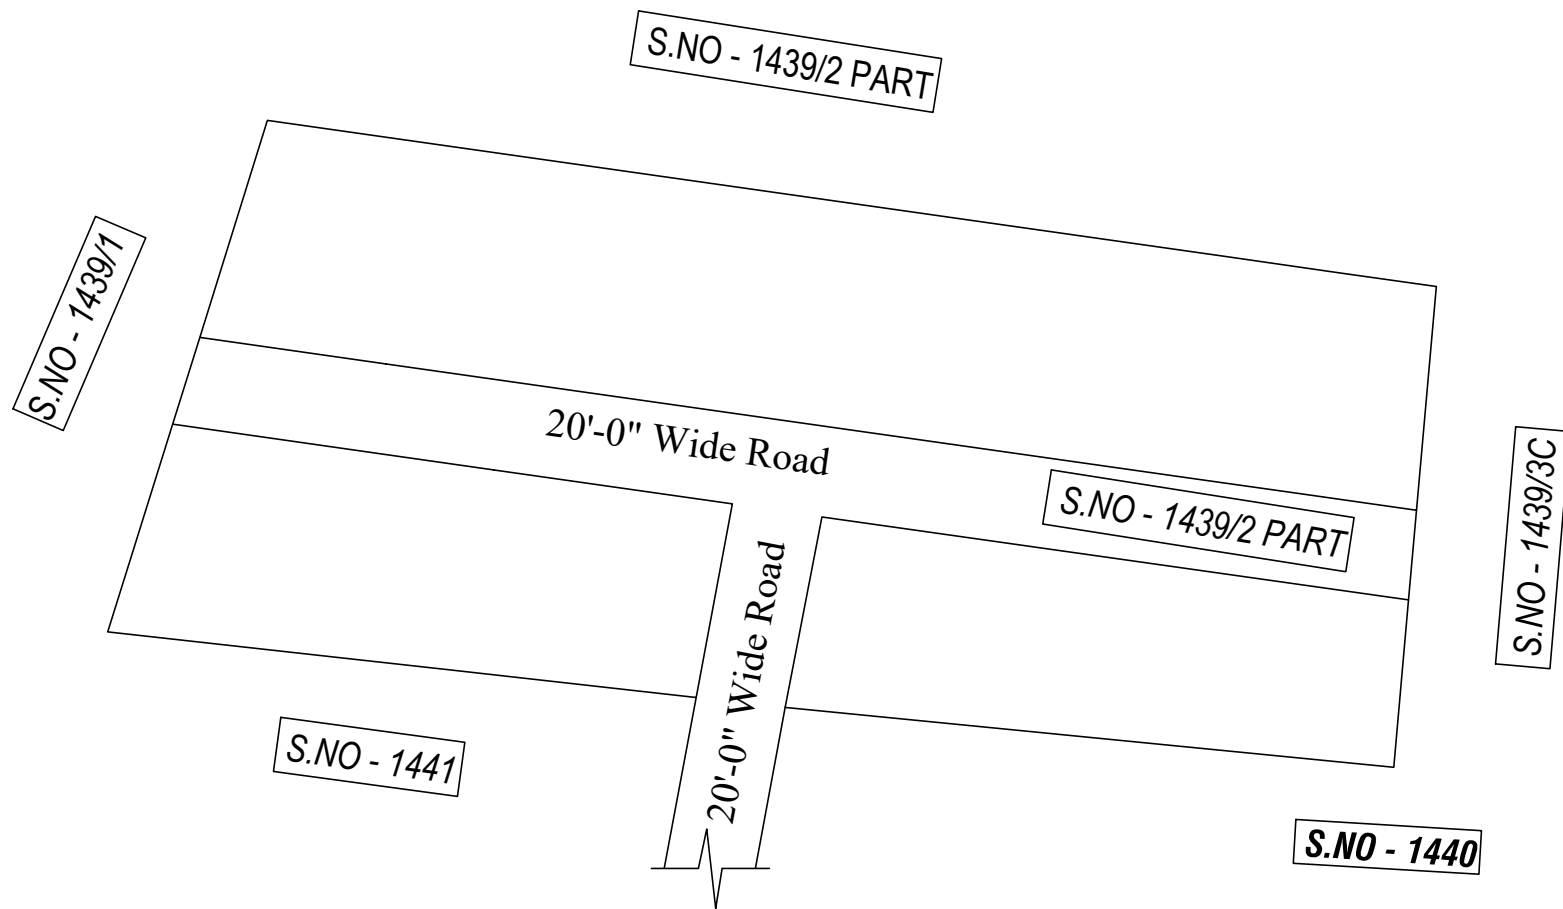 S.NO - 1439/2 PART
S.NO - 1439/1
20'-0" Wide Road
S.NO - 1439/2 PART
S.NO - 1439/3C
20'-0" Wide Road
S.NO - 1441
S.NO - 1440